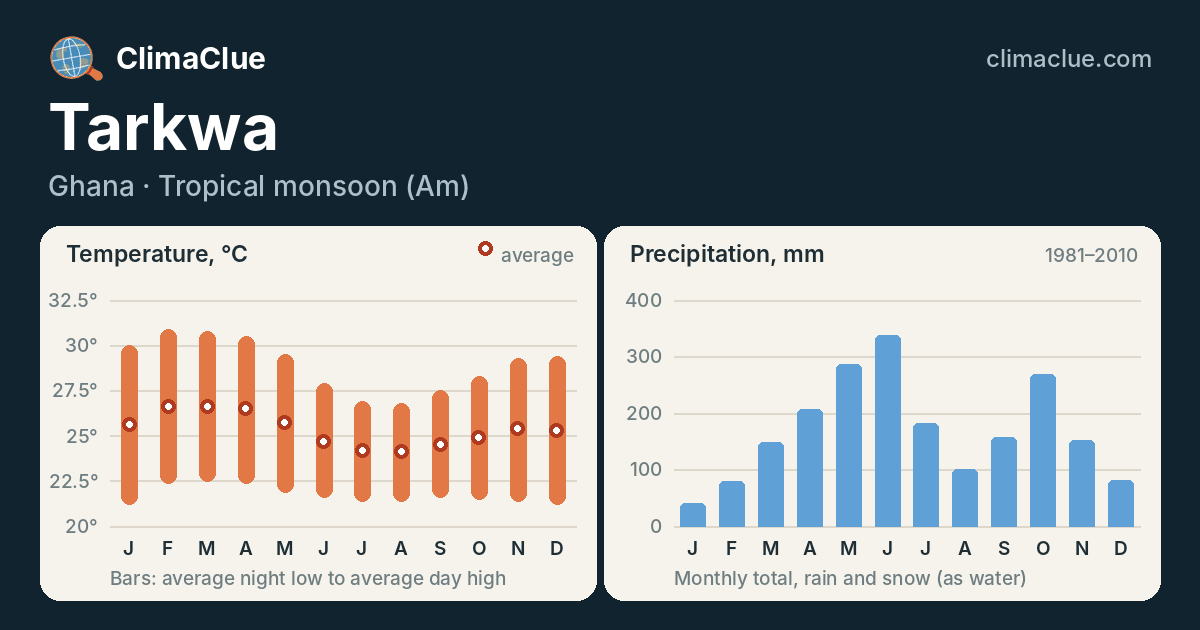 ClimaClue
climaclue.com
Tarkwa
Ghana · Tropical monsoon (Am)
Temperature, °C
average
32.5°
30°
27.5°
25°
22.5°
20°
J F M A M J J A S O N D
Bars: average night low to average day high
Precipitation, mm
1981–2010
400
300
200
100
0
J F M A M J J A S O N D
Monthly total, rain and snow (as water)